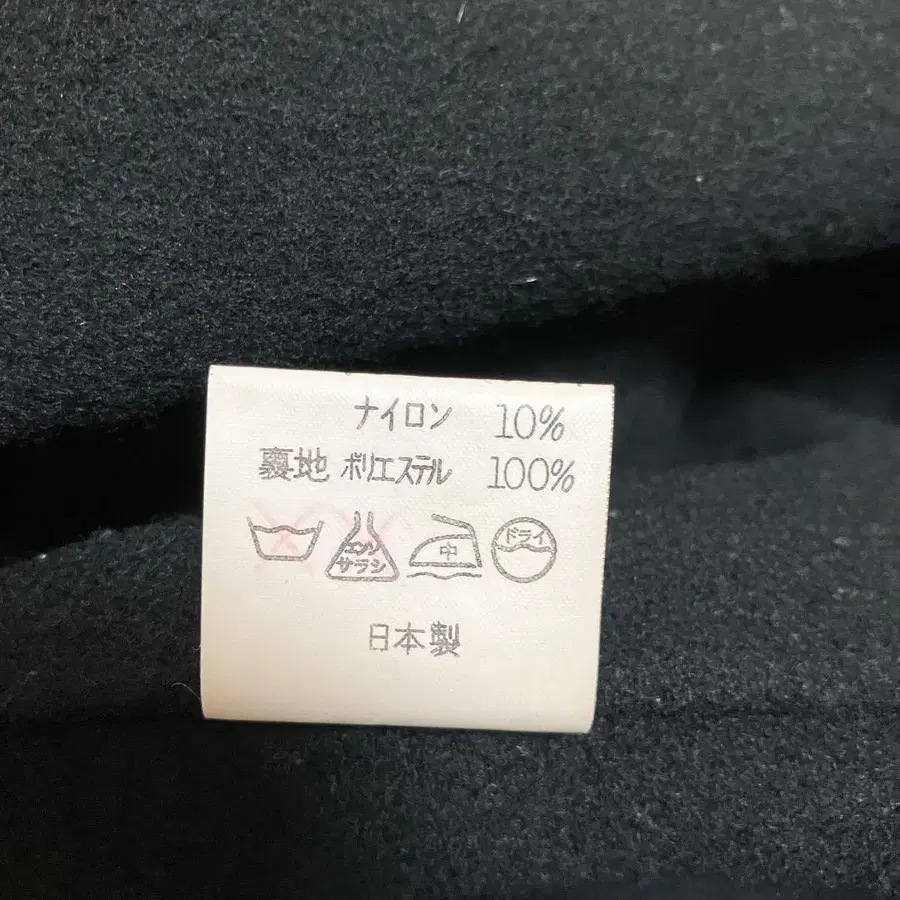 ナイロン 10%
裏地 ポリエステル 100%
エンソ サラシ 中 ドライ
日本製